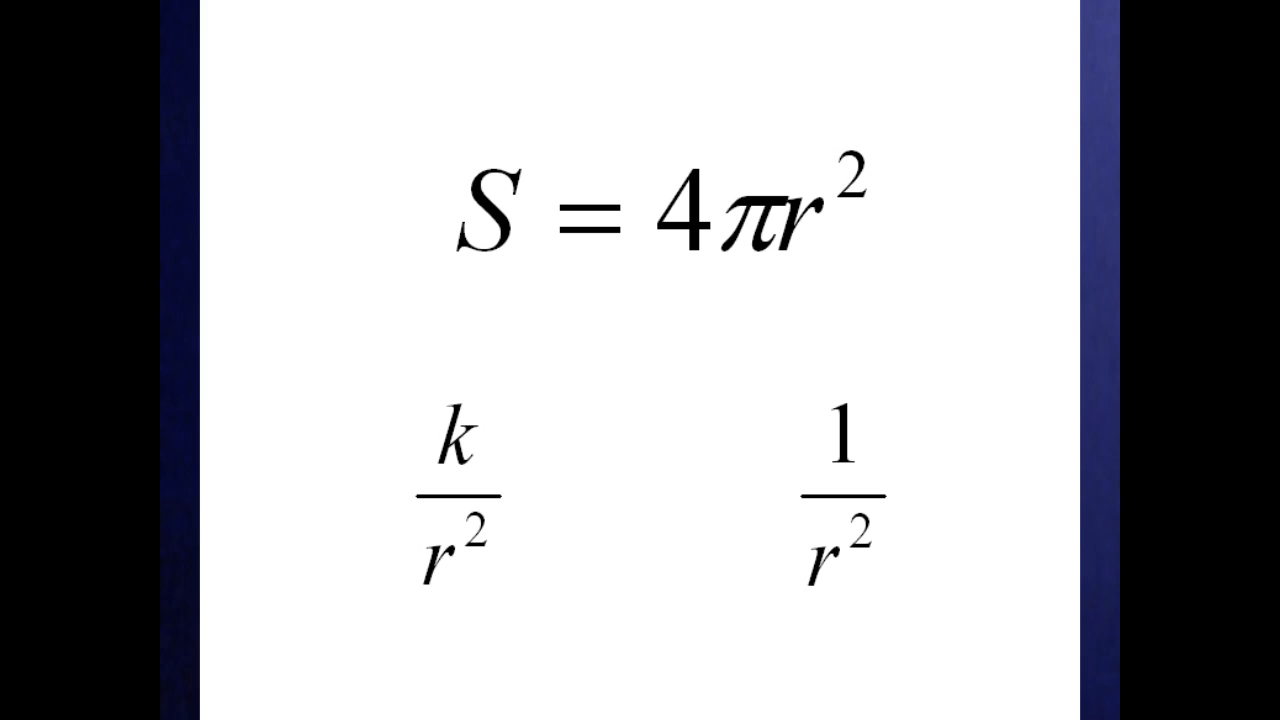 S = 4πr²
k/r² 1/r²